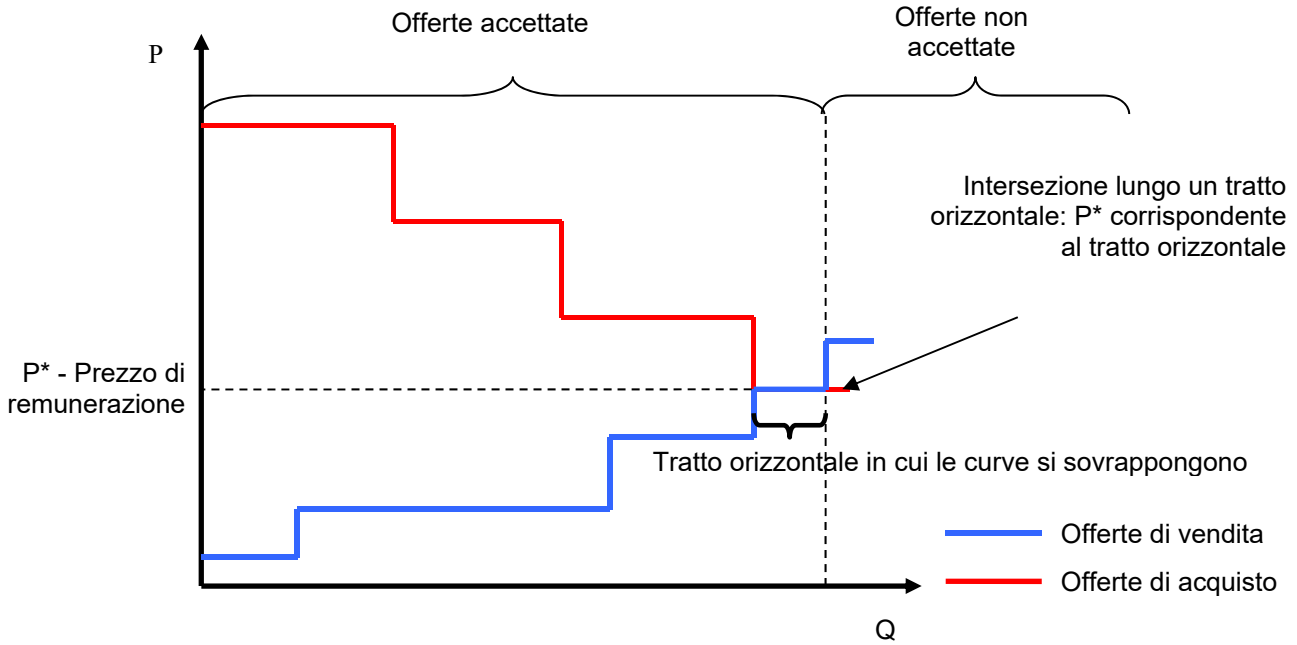 Offerte accettate
Offerte non
accettate
P
Intersezione lungo un tratto
orizzontale: P* corrispondente
al tratto orizzontale
P* - Prezzo di
remunerazione
Tratto orizzontale in cui le curve si sovrappongono
Offerte di vendita
Offerte di acquisto
Q